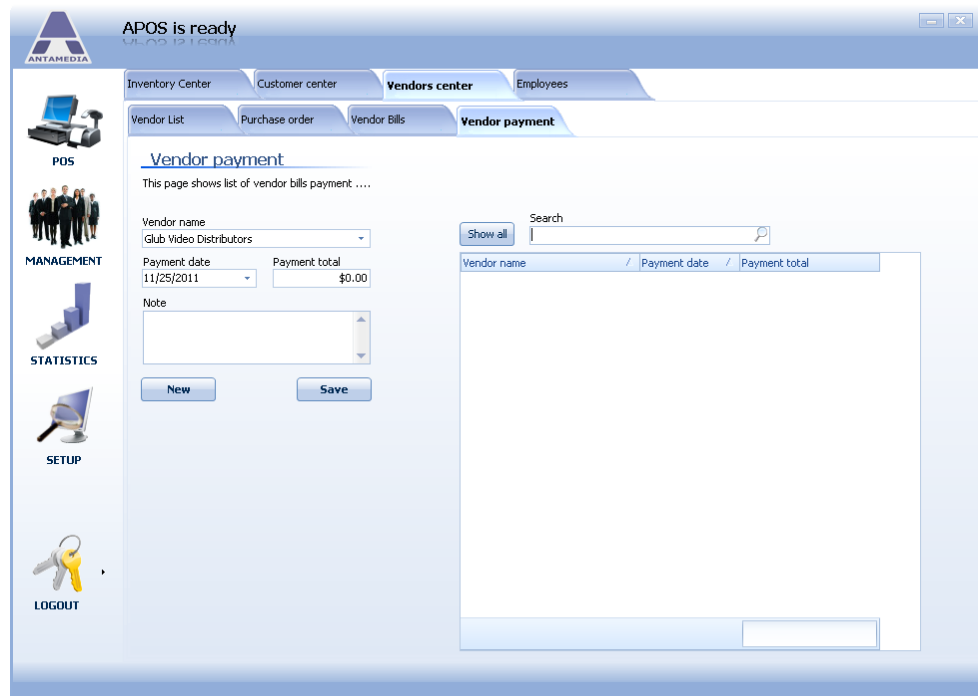 APOS is ready
ANTAMEDIA
Inventory Center
Customer center
Vendors center
Employees
Vendor List
Purchase order
Vendor Bills
Vendor payment
POS
MANAGEMENT
STATISTICS
SETUP
LOGOUT
Vendor payment
This page shows list of vendor bills payment ....
Vendor name
Glub Video Distributors
Payment date
Payment total
11/25/2011
$0.00
Note
New
Save
Search
Show all
Vendor name / Payment date / Payment total